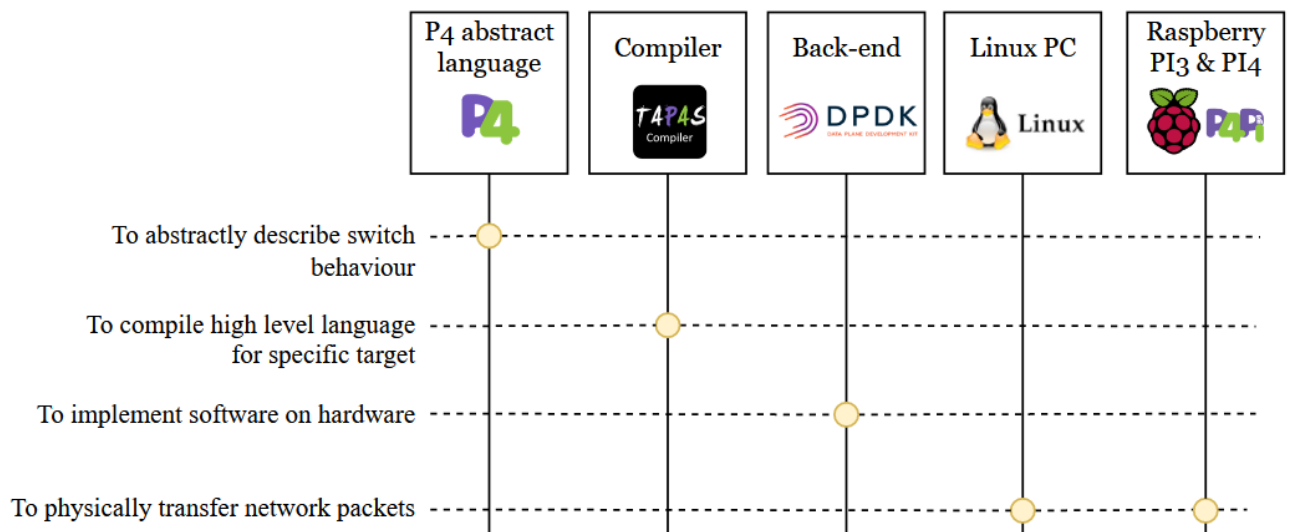 P4 abstract
language
P4
Compiler
TAPAS
Compiler
Back-end
DPDK
DATA PLANE DEVELOPMENT KIT
Linux PC
Linux
Raspberry
PI3 & PI4
P4Pi
To abstractly describe switch
behaviour
To compile high level language
for specific target
To implement software on hardware
To physically transfer network packets